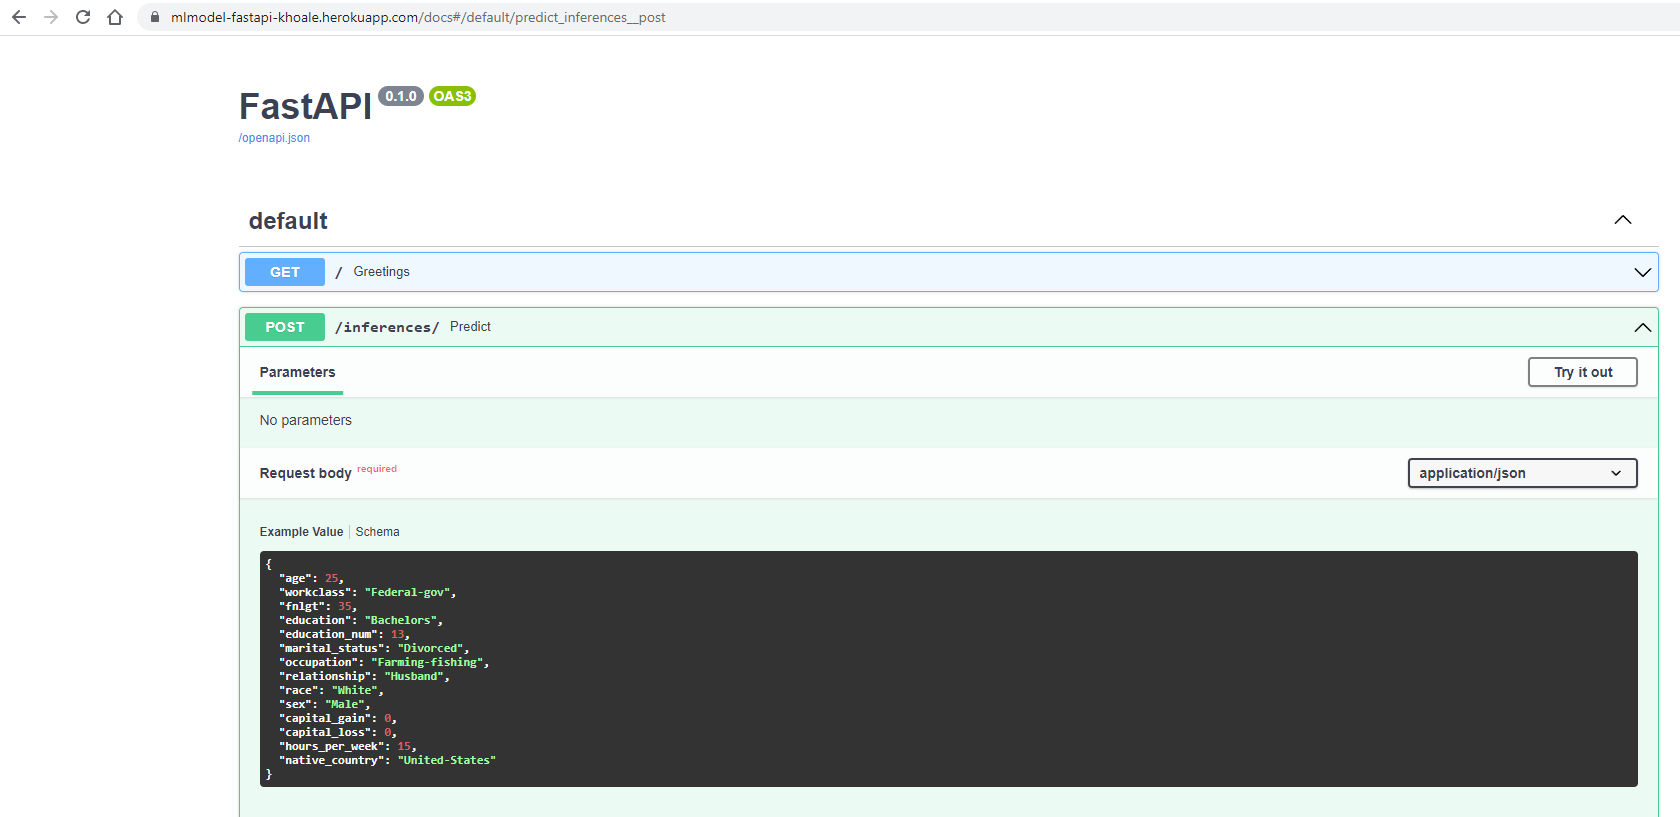 mlmodel-fastapi-khoale.herokuapp.com/docs#/default/predict_inferences__post
FastAPI 0.1.0 OAS3
/openapi.json
default
GET / Greetings
POST /inferences/ Predict
Parameters Try it out
No parameters
Request body required application/json
Example Value Schema
{
"age": 25,
"workclass": "Federal-gov",
"fnlgt": 35,
"education": "Bachelors",
"education_num": 13,
"marital_status": "Divorced",
"occupation": "Farming-fishing",
"relationship": "Husband",
"race": "White",
"sex": "Male",
"capital_gain": 0,
"capital_loss": 0,
"hours_per_week": 15,
"native_country": "United-States"
}